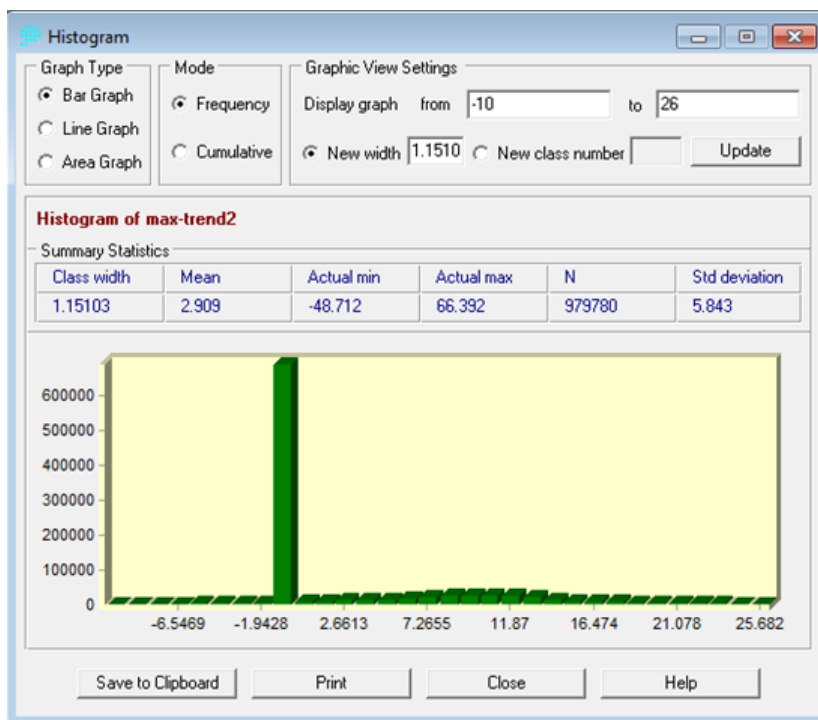 Histogram
Graph Type
Bar Graph
Line Graph
Area Graph
Mode
Frequency
Cumulative
Graphic View Settings
Display graph from -10 to 26
New width 1.1510 New class number Update
Histogram of max-trend2
Summary Statistics
Class width Mean Actual min Actual max N Std deviation
1.15103 2.909 -48.712 66.392 979780 5.843
600000
500000
400000
300000
200000
100000
0
-6.5469 -1.9428 2.6613 7.2655 11.87 16.474 21.078 25.682
Save to Clipboard Print Close Help